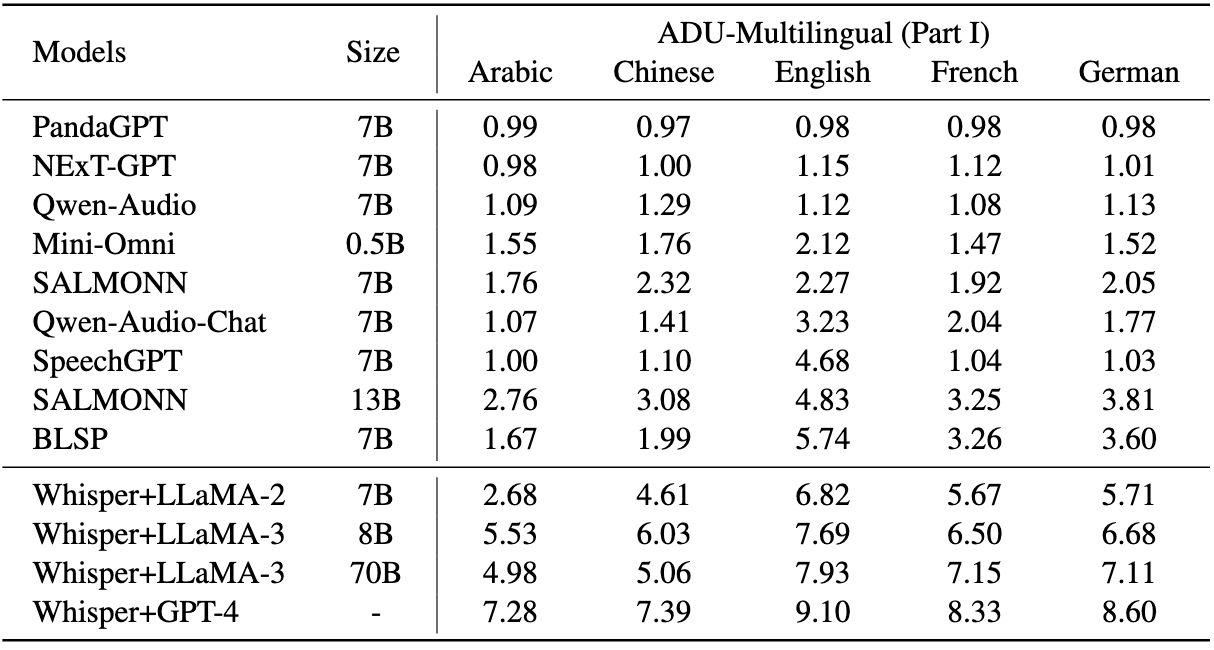 ADU-Multilingual (Part I)
Models Size Arabic Chinese English French German
PandaGPT 7B 0.99 0.97 0.98 0.98 0.98
NExT-GPT 7B 0.98 1.00 1.15 1.12 1.01
Qwen-Audio 7B 1.09 1.29 1.12 1.08 1.13
Mini-Omni 0.5B 1.55 1.76 2.12 1.47 1.52
SALMONN 7B 1.76 2.32 2.27 1.92 2.05
Qwen-Audio-Chat 7B 1.07 1.41 3.23 2.04 1.77
SpeechGPT 7B 1.00 1.10 4.68 1.04 1.03
SALMONN 13B 2.76 3.08 4.83 3.25 3.81
BLSP 7B 1.67 1.99 5.74 3.26 3.60
Whisper+LLaMA-2 7B 2.68 4.61 6.82 5.67 5.71
Whisper+LLaMA-3 8B 5.53 6.03 7.69 6.50 6.68
Whisper+LLaMA-3 70B 4.98 5.06 7.93 7.15 7.11
Whisper+GPT-4 - 7.28 7.39 9.10 8.33 8.60